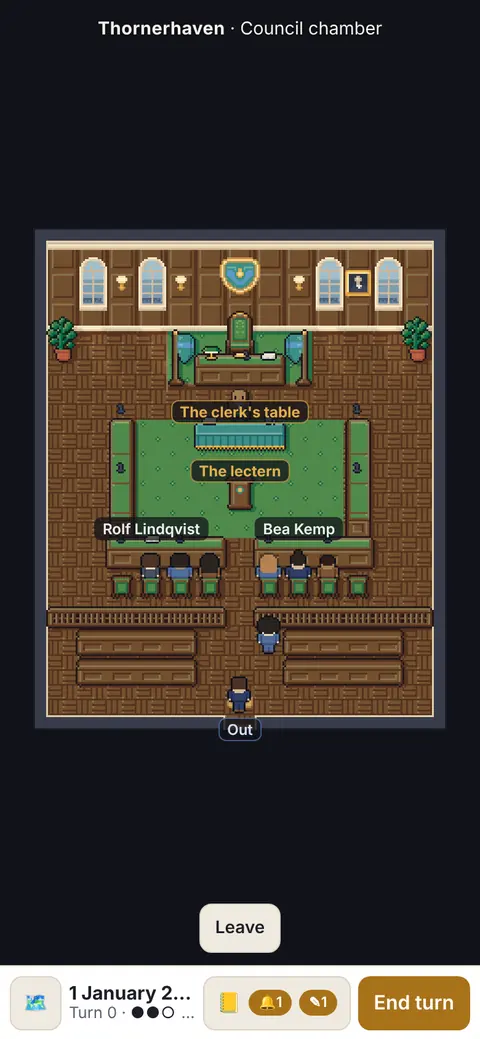 Thornerhaven · Council chamber
The clerk's table
The lectern
Rolf Lindqvist
Bea Kemp
Out
Leave
1 January 2...
Turn 0 · ●●○ ...
1
1
End turn